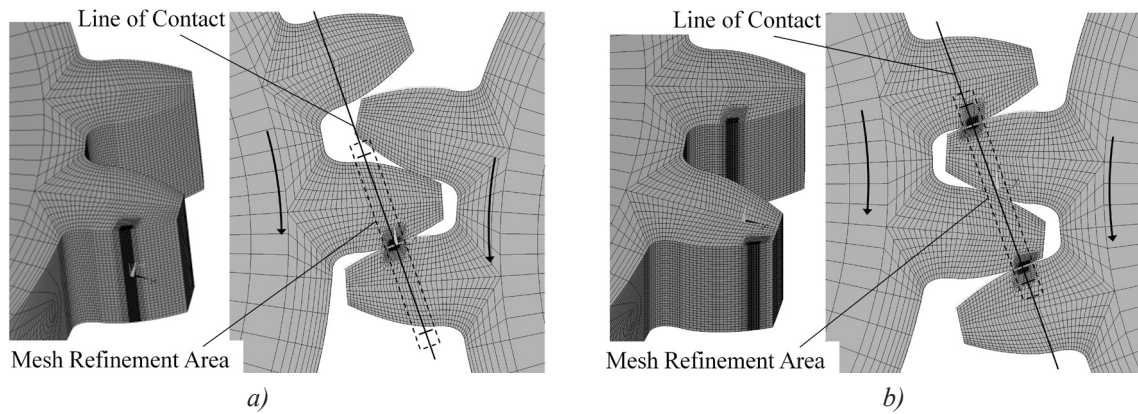 Line of Contact
Mesh Refinement Area
a)
Line of Contact
Mesh Refinement Area
b)